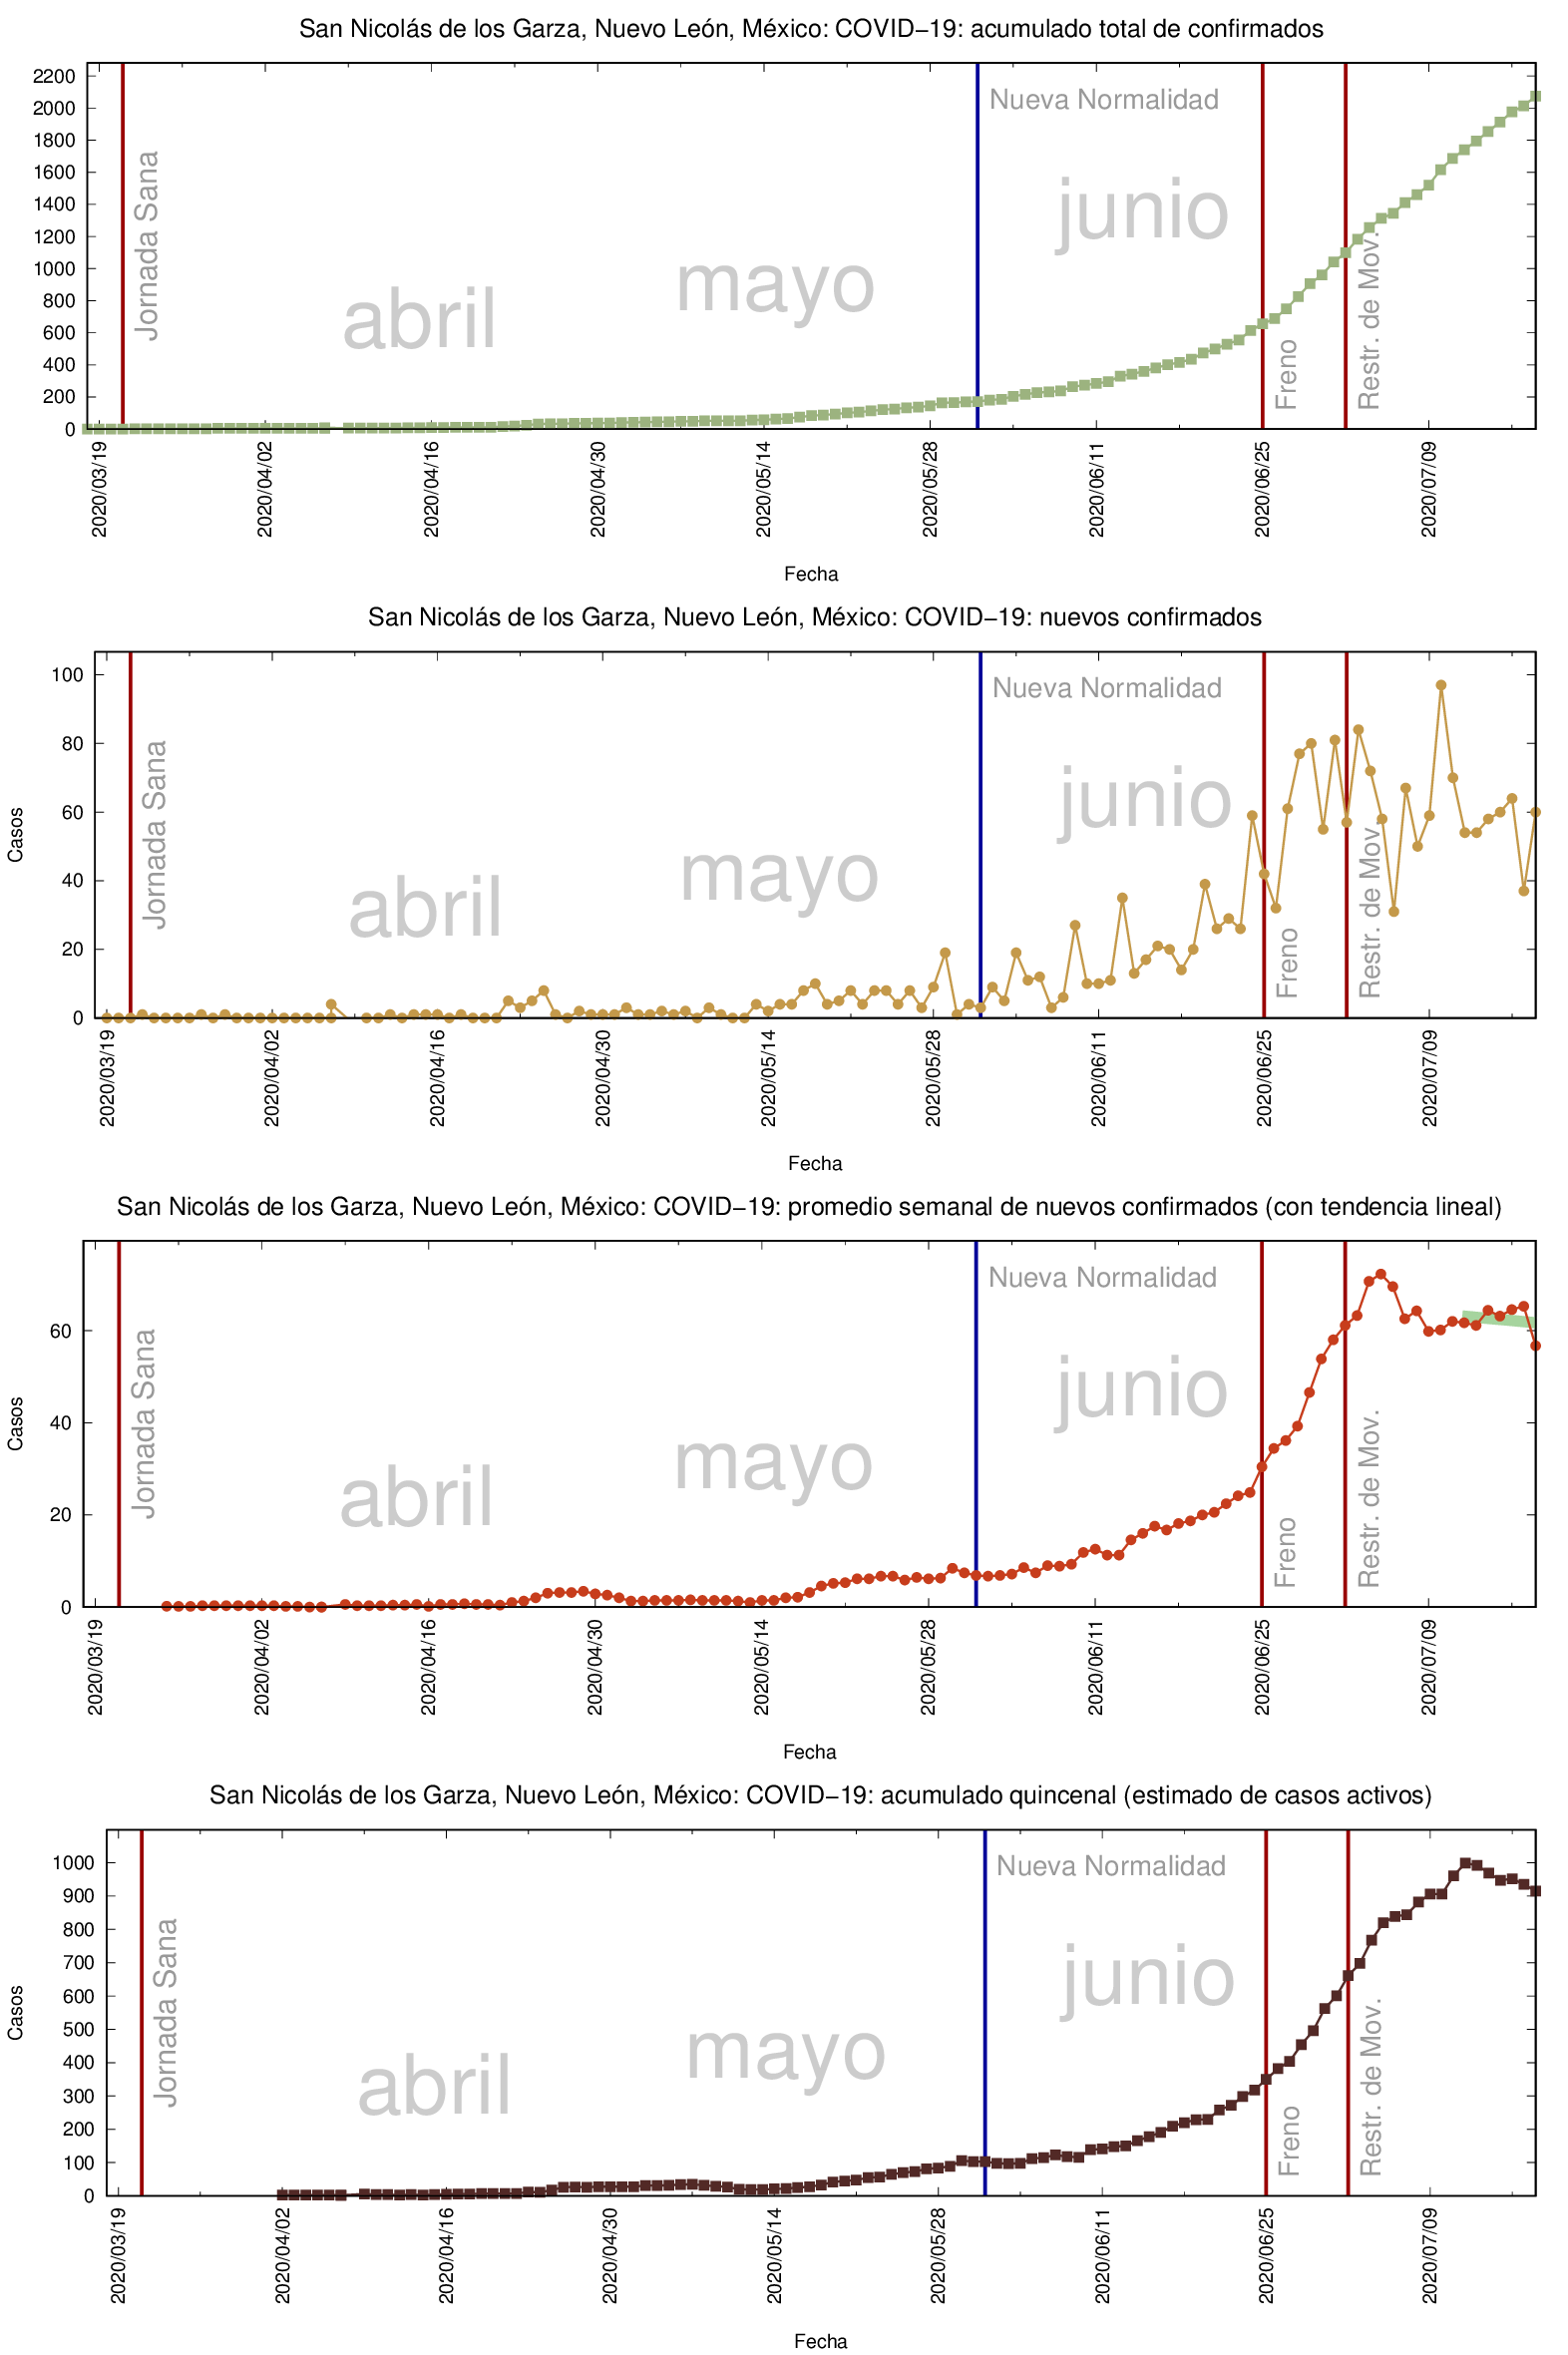 San Nicolás de los Garza, Nuevo León, México: COVID−19: acumulado total de confirmados
2200
2000
1800
1600
1400
1200
1000
800
600
400
200
0
Jornada Sana
abril
mayo
Nueva Normalidad
junio
Freno
Restr. de Mov.
2020/03/19
2020/04/02
2020/04/16
2020/04/30
2020/05/14
2020/05/28
2020/06/11
2020/06/25
2020/07/09
Fecha
San Nicolás de los Garza, Nuevo León, México: COVID−19: nuevos confirmados
Casos
100
80
60
40
20
0
Jornada Sana
abril
mayo
Nueva Normalidad
junio
Freno
Restr. de Mov.
2020/03/19
2020/04/02
2020/04/16
2020/04/30
2020/05/14
2020/05/28
2020/06/11
2020/06/25
2020/07/09
Fecha
San Nicolás de los Garza, Nuevo León, México: COVID−19: promedio semanal de nuevos confirmados (con tendencia lineal)
Casos
60
40
20
0
Jornada Sana
abril
mayo
Nueva Normalidad
junio
Freno
Restr. de Mov.
2020/03/19
2020/04/02
2020/04/16
2020/04/30
2020/05/14
2020/05/28
2020/06/11
2020/06/25
2020/07/09
Fecha
San Nicolás de los Garza, Nuevo León, México: COVID−19: acumulado quincenal (estimado de casos activos)
Casos
1000
900
800
700
600
500
400
300
200
100
0
Jornada Sana
abril
mayo
Nueva Normalidad
junio
Freno
Restr. de Mov.
2020/03/19
2020/04/02
2020/04/16
2020/04/30
2020/05/14
2020/05/28
2020/06/11
2020/06/25
2020/07/09
Fecha